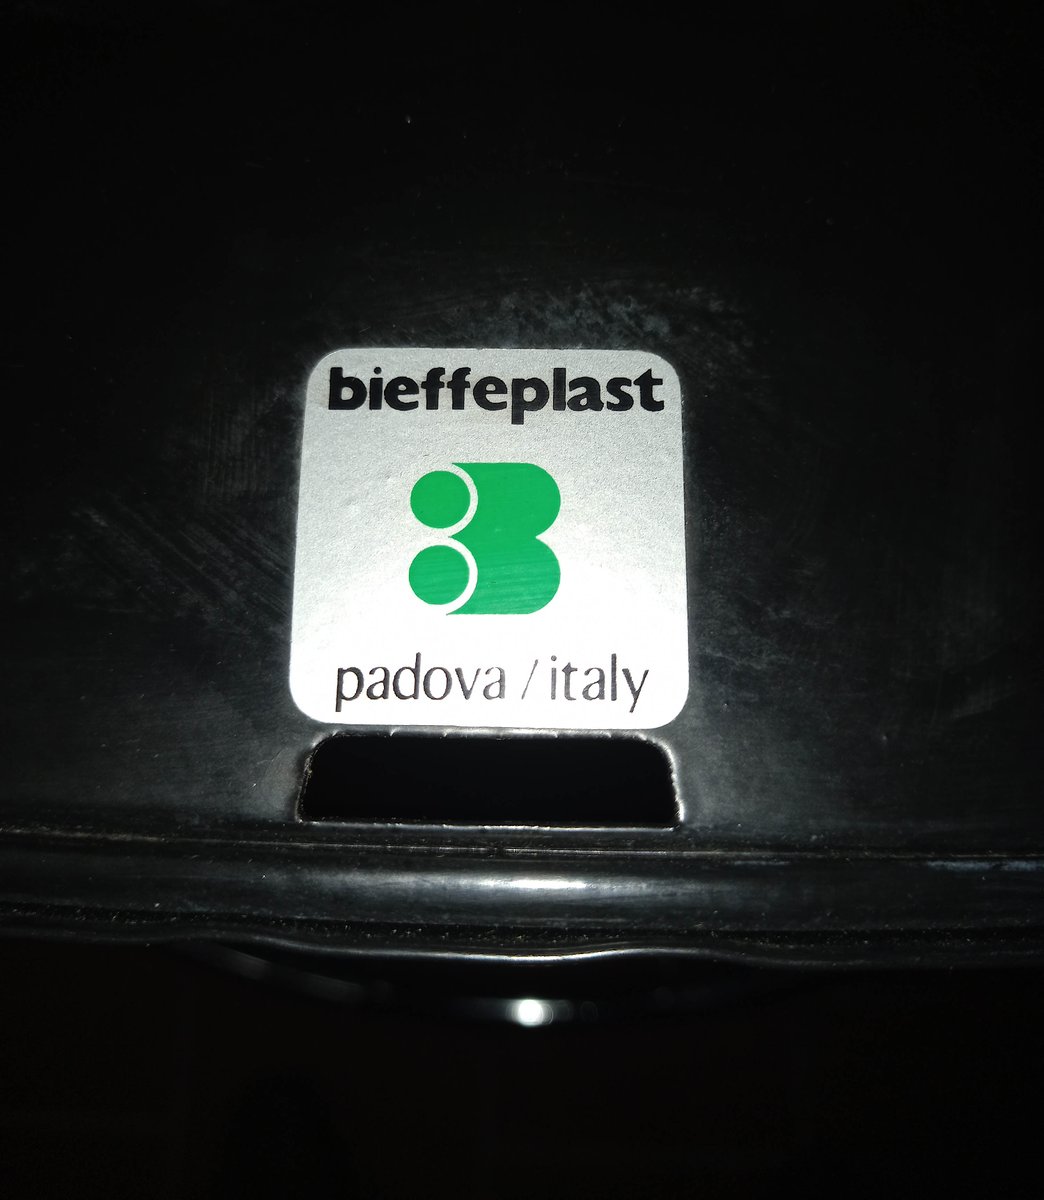 bieffeplast
padova / italy